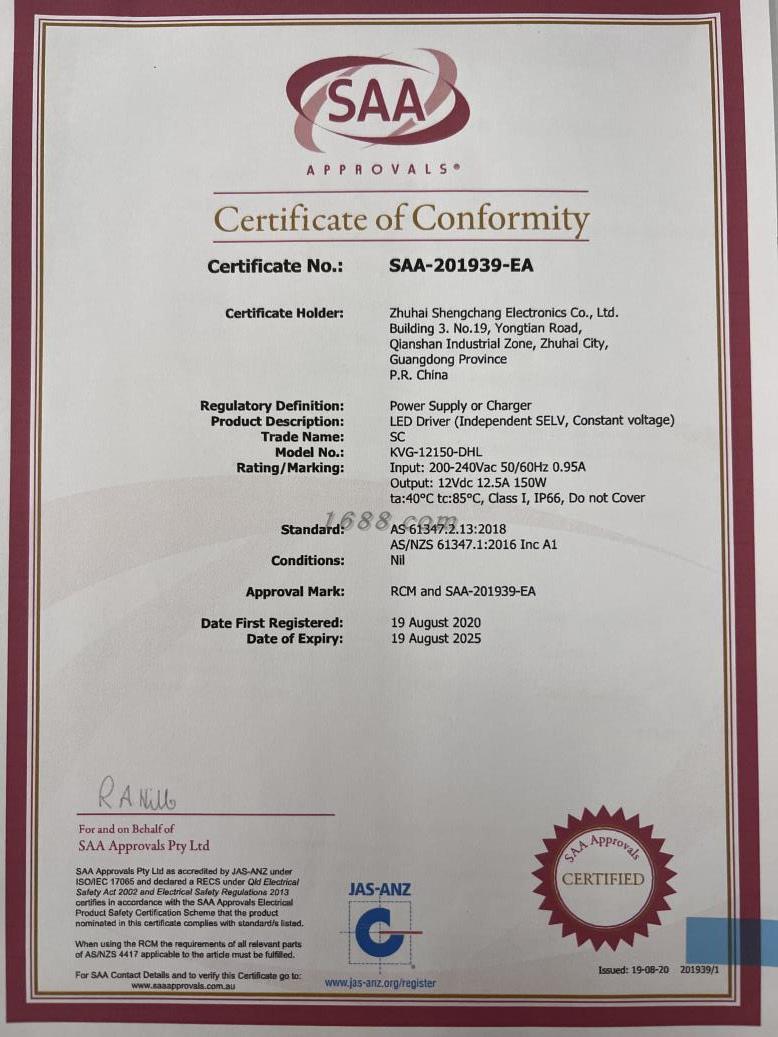 SAA
APPROVALS®
Certificate of Conformity
Certificate No.: SAA-201939-EA
Certificate Holder: Zhuhai Shengchang Electronics Co., Ltd.
Building 3. No.19, Yongtian Road,
Qianshan Industrial Zone, Zhuhai City,
Guangdong Province
P.R. China
Regulatory Definition: Power Supply or Charger
Product Description: LED Driver (Independent SELV, Constant voltage)
Trade Name: SC
Model No.: KVG-12150-DHL
Rating/Marking: Input: 200-240Vac 50/60Hz 0.95A
Output: 12Vdc 12.5A 150W
ta:40°C tc:85°C, Class I, IP66, Do not Cover
1688.com
Standard: AS 61347.2.13:2018
AS/NZS 61347.1:2016 Inc A1
Conditions: Nil
Approval Mark: RCM and SAA-201939-EA
Date First Registered: 19 August 2020
Date of Expiry: 19 August 2025
For and on Behalf of
SAA Approvals Pty Ltd
SAA Approvals Pty Ltd as accredited by JAS-ANZ under
ISO/IEC 17065 and declared a RECS under Qld Electrical
Safety Act 2002 and Electrical Safety Regulations 2013
certifies in accordance with the SAA Approvals Electrical
Product Safety Certification Scheme that the product
nominated in this certificate complies with standard/s listed.
When using the RCM the requirements of all relevant parts
of AS/NZS 4417 applicable to the article must be fulfilled.
For SAA Contact Details and to verify this Certificate go to:
www.saaapprovals.com.au
JAS-ANZ
www.jas-anz.org/register
SAA Approvals
CERTIFIED
Issued: 19-08-20 201939/1